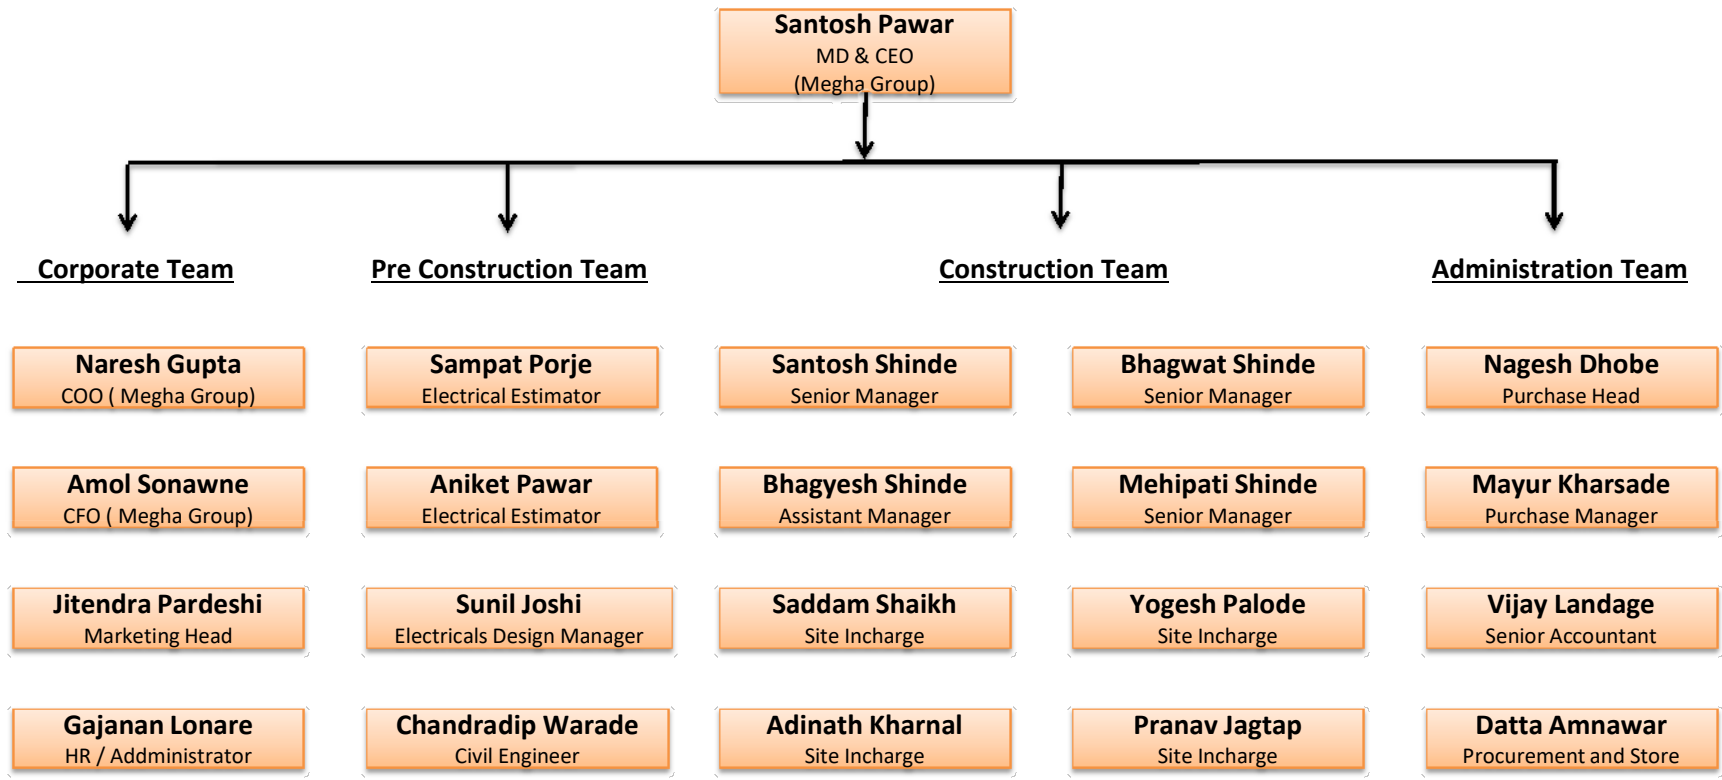 Santosh Pawar
MD & CEO
(Megha Group)
Corporate Team
Pre Construction Team
Construction Team
Administration Team
Naresh Gupta
COO ( Megha Group)
Sampat Porje
Electrical Estimator
Santosh Shinde
Senior Manager
Bhagwat Shinde
Senior Manager
Nagesh Dhobe
Purchase Head
Amol Sonawne
CFO ( Megha Group)
Aniket Pawar
Electrical Estimator
Bhagyesh Shinde
Assistant Manager
Mehipati Shinde
Senior Manager
Mayur Kharsade
Purchase Manager
Jitendra Pardeshi
Marketing Head
Sunil Joshi
Electricals Design Manager
Saddam Shaikh
Site Incharge
Yogesh Palode
Site Incharge
Vijay Landage
Senior Accountant
Gajanan Lonare
HR / Addministrator
Chandradip Warade
Civil Engineer
Adinath Kharnal
Site Incharge
Pranav Jagtap
Site Incharge
Datta Amnawar
Procurement and Store